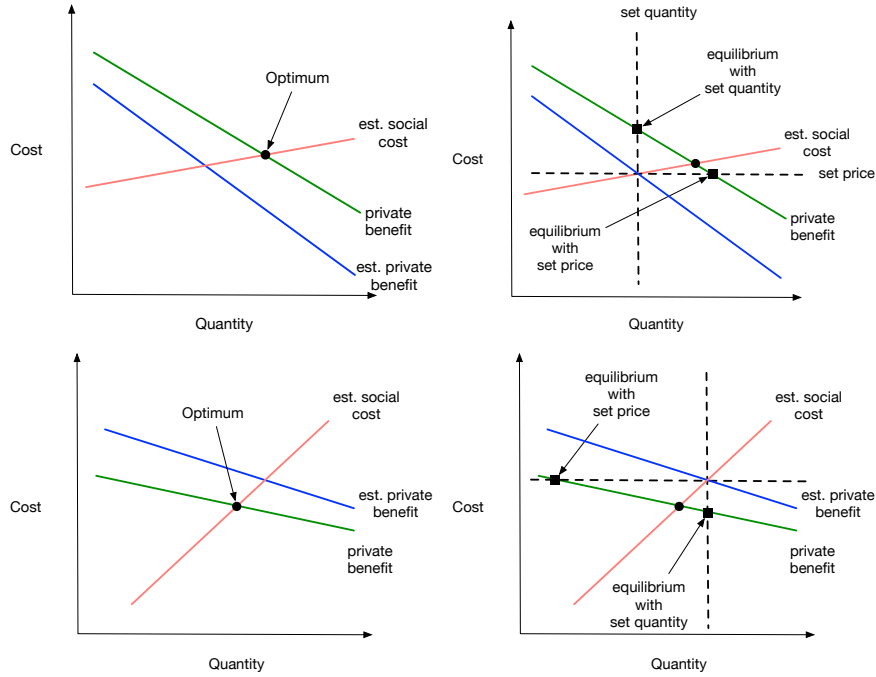 Optimum
est. social
cost
Cost
private
benefit
est. private
benefit
Quantity
set quantity
equilibrium
with
set quantity
est. social
cost
Cost
set price
private
benefit
equilibrium
with
set price
Quantity
est. social
cost
Optimum
Cost
est. private
benefit
private
benefit
Quantity
equilibrium
with
set price
est. social
cost
Cost
est. private
benefit
private
benefit
equilibrium
with
set quantity
Quantity